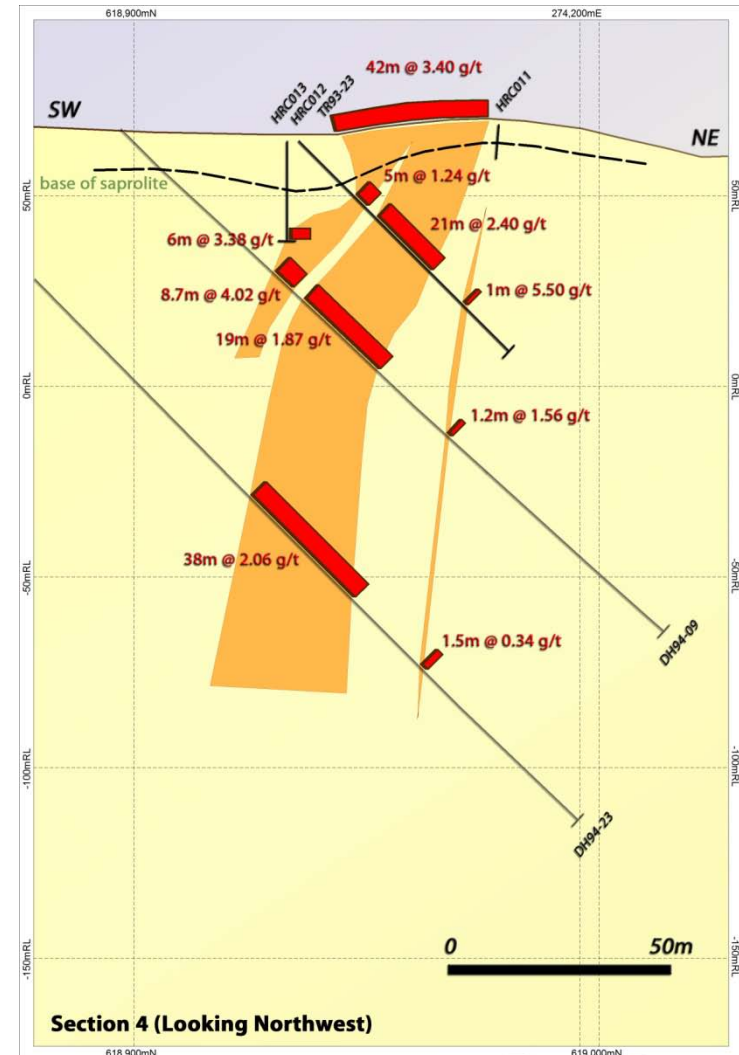 618,900mN
274,200mE
42m @ 3.40 g/t
HRC013
HRC012
TR93-23
HRC011
SW
NE
base of saprolite
5m @ 1.24 g/t
50mRL
50mRL
21m @ 2.40 g/t
6m @ 3.38 g/t
8.7m @ 4.02 g/t
1m @ 5.50 g/t
19m @ 1.87 g/t
0mRL
0mRL
1.2m @ 1.56 g/t
38m @ 2.06 g/t
-50mRL
-50mRL
DH94-09
1.5m @ 0.34 g/t
-100mRL
-100mRL
DH94-23
0
50m
-150mRL
-150mRL
Section 4 (Looking Northwest)
618,900mN
619,000mN